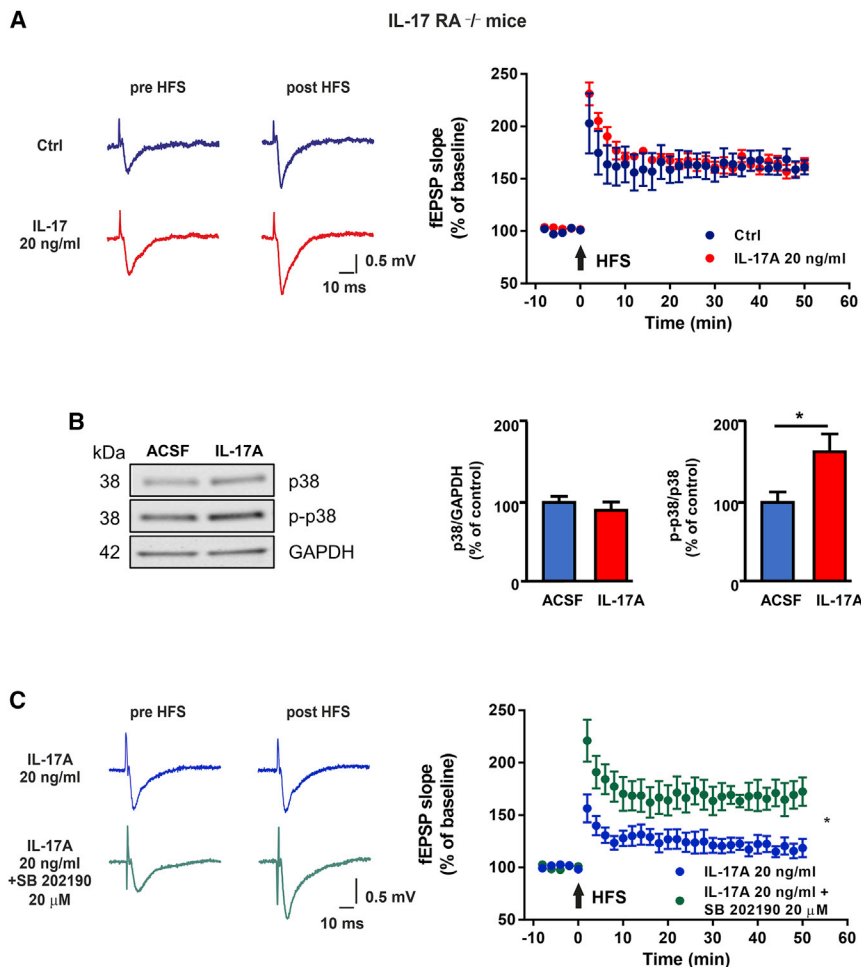 A
IL-17 RA -/- mice
pre HFS
post HFS
Ctrl
IL-17
20 ng/ml
0.5 mV
10 ms
fEPSP slope
(% of baseline)
250
200
150
100
50
-10 0 10 20 30 40 50 60
Time (min)
HFS
Ctrl
IL-17A 20 ng/ml
B
kDa
ACSF IL-17A
38 p38
38 p-p38
42 GAPDH
p38/GAPDH
(% of control)
200
100
0
ACSF IL-17A
p-p38/p38
(% of control)
200
100
0
*
ACSF IL-17A
C
pre HFS
post HFS
IL-17A
20 ng/ml
IL-17A
20 ng/ml
+SB 202190
20 μM
0.5 mV
10 ms
fEPSP slope
(% of baseline)
250
200
150
100
50
-10 0 10 20 30 40 50 60
Time (min)
HFS
*
IL-17A 20 ng/ml
IL-17A 20 ng/ml +
SB 202190 20 μM